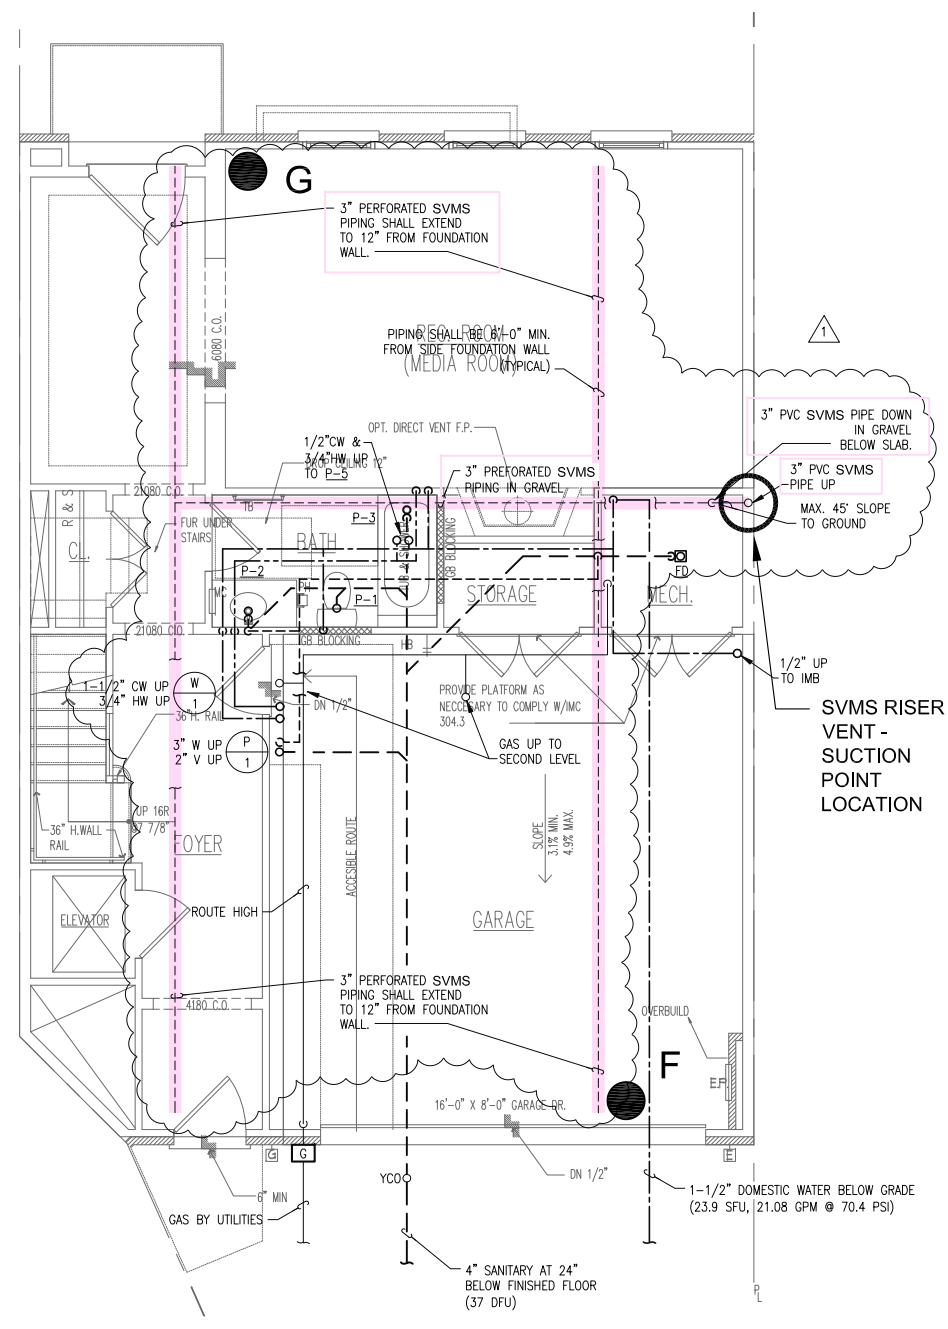 G
3" PERFORATED SVMS
PIPING SHALL EXTEND
TO 12" FROM FOUNDATION
WALL.
6080 C.O.
REC. ROOM
(MEDIA ROOM)
PIPING SHALL BE 6'-0" MIN.
FROM SIDE FOUNDATION WALL
(TYPICAL)
1
3" PVC SVMS PIPE DOWN
IN GRAVEL
BELOW SLAB.
3" PVC SVMS
PIPE UP
MAX. 45° SLOPE
TO GROUND
OPT. DIRECT VENT F.P.
1/2"CW &
3/4"HW UP
TO P-5
DROP CEILING 12"
3" PREFORATED SVMS
PIPING IN GRAVEL
21080 C.O.
R & S
CL.
FUR UNDER
STAIRS
TB
BATH
P-3
P-2
P-1
MC
TUB & SHOWER
GB BLOCKING
STORAGE
MECH.
FD
21080 C.O.
GB BLOCKING
HB
1/2" UP
TO IMB
1-1/2" CW UP
3/4" HW UP
W
1
36"H. RAIL
DN 1/2"
PROVIDE PLATFORM AS
NECCESARY TO COMPLY W/IMC
304.3
SVMS RISER
VENT -
SUCTION
POINT
LOCATION
3" W UP
2" V UP
P
1
GAS UP TO
SECOND LEVEL
UP 16R
@7 7/8"
36" H.WALL
RAIL
FOYER
SLOPE
3.1% MIN.
4.9% MAX.
ACCESIBLE ROUTE
ELEVATOR
ROUTE HIGH
GARAGE
3" PERFORATED SVMS
PIPING SHALL EXTEND
TO 12" FROM FOUNDATION
WALL.
4180 C.O.
OVERBUILD
F
E.P.
16'-0" X 8'-0" GARAGE DR.
G
G
E
YCO
DN 1/2"
6" MIN
GAS BY UTILITIES
1-1/2" DOMESTIC WATER BELOW GRADE
(23.9 SFU, 21.08 GPM @ 70.4 PSI)
4" SANITARY AT 24"
BELOW FINISHED FLOOR
(37 DFU)
PL